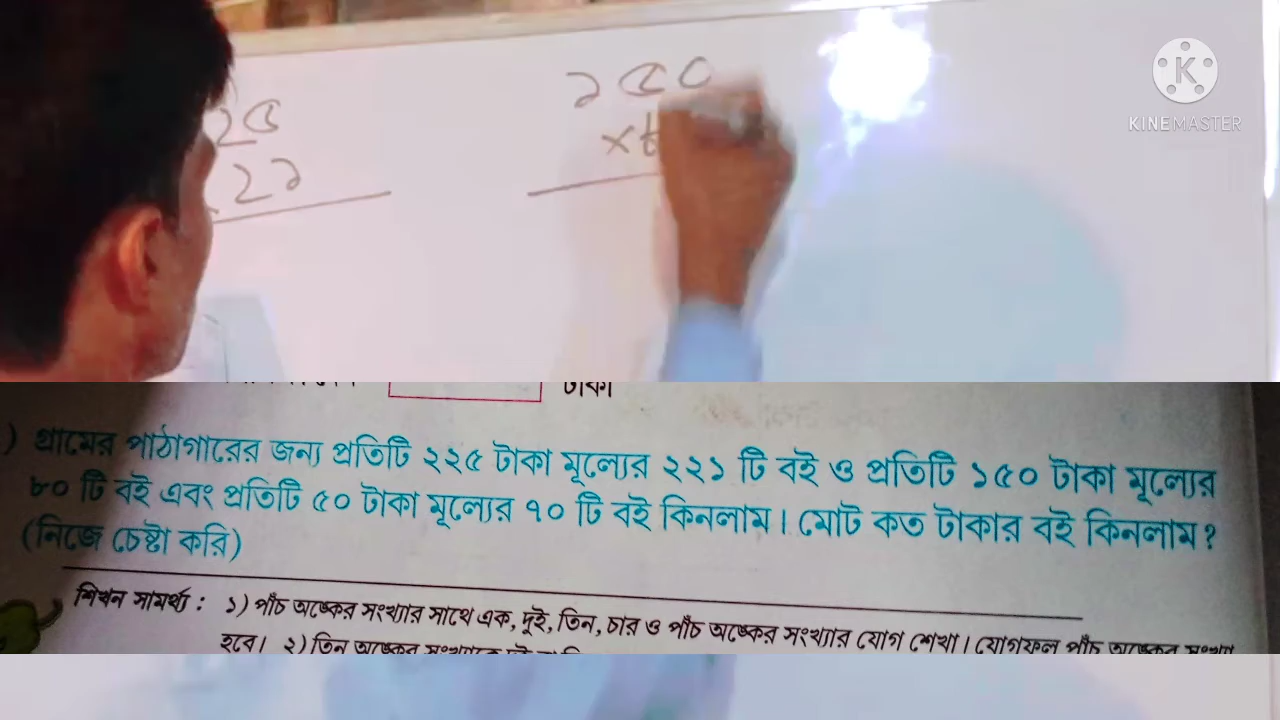 ২৫
২২১
১৫০
×৮
KINEMASTER
টাকা
) গ্রামের পাঠাগারের জন্য প্রতিটি ২২৫ টাকা মূল্যের ২২১ টি বই ও প্রতিটি ১৫০ টাকা মূল্যের
৮০ টি বই এবং প্রতিটি ৫০ টাকা মূল্যের ৭০ টি বই কিনলাম। মোট কত টাকার বই কিনলাম?
(নিজে চেষ্টা করি)
শিখন সামর্থ্য : ১) পাঁচ অঙ্কের সংখ্যার সাথে এক, দুই, তিন, চার ও পাঁচ অঙ্কের সংখ্যার যোগ শেখা। যোগফল পাঁচ অঙ্কের সংখ্যা
হবে। ২) তিন অঙ্কের সংখ্যাকে দুই